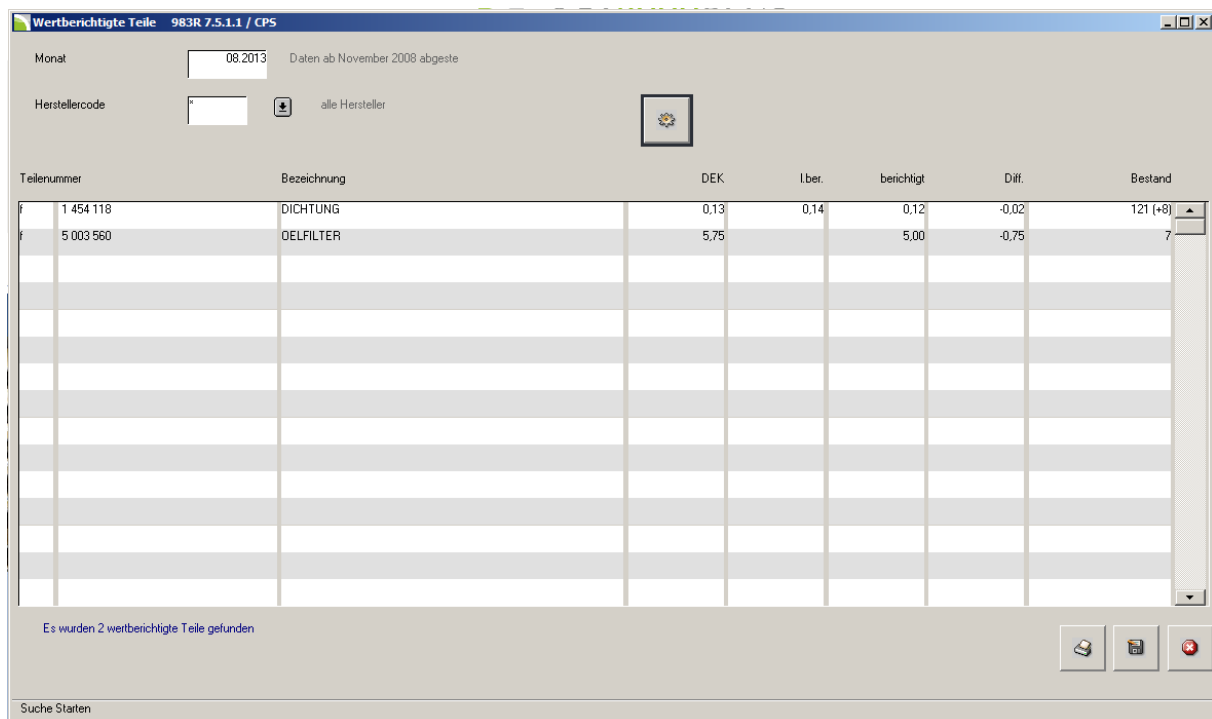 Wertberichtigte Teile 983R 7.5.1.1 / CPS
Monat 08.2013 Daten ab November 2008 abgeste
Herstellercode * alle Hersteller
Teilenummer Bezeichnung DEK l.ber. berichtigt Diff. Bestand
f 1 454 118 DICHTUNG 0,13 0,14 0,12 -0,02 121 (+8)
f 5 003 560 OELFILTER 5,75 5,00 -0,75 7
Es wurden 2 wertberichtigte Teile gefunden
Suche Starten